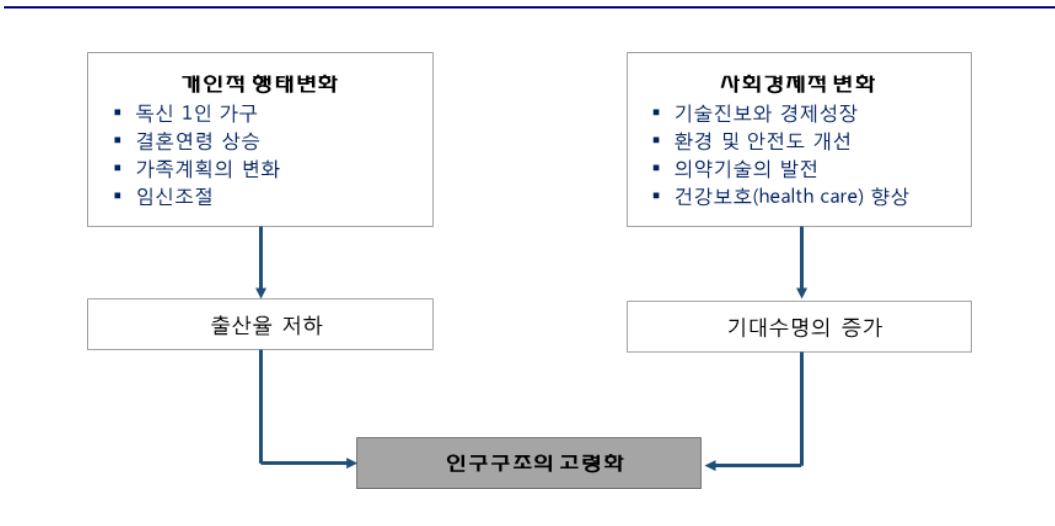 개인적 행태변화
▪ 독신 1인 가구
▪ 결혼연령 상승
▪ 가족계획의 변화
▪ 임신조절
사회경제적 변화
▪ 기술진보와 경제성장
▪ 환경 및 안전도 개선
▪ 의약기술의 발전
▪ 건강보호(health care) 향상
출산율 저하
기대수명의 증가
인구구조의 고령화